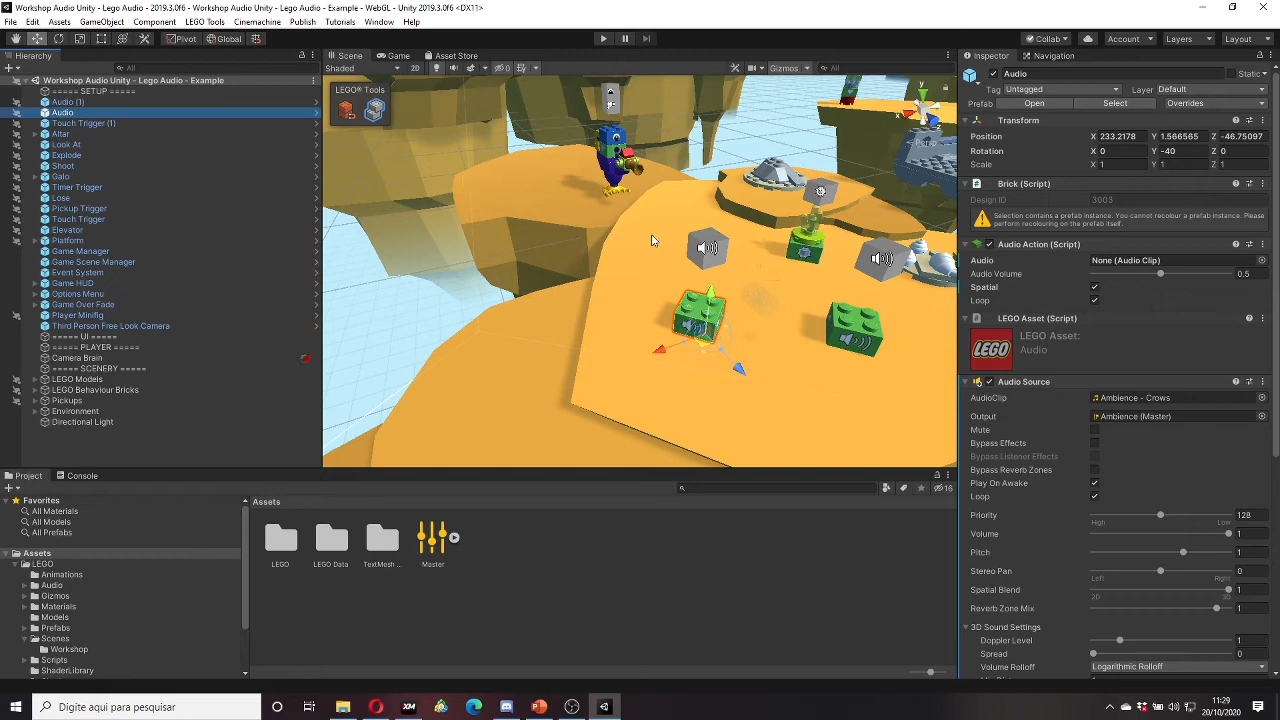 Workshop Audio Unity - Lego Audio - 2019.3.0f6 - Workshop Audio Unity - Lego Audio - Example - WebGL - Unity 2019.3.0f6 <DX11>
File Edit Assets GameObject Component LEGO Tools Cinemachine Publish Tutorials Window Help
Pivot Global Collab Account Layers Layout
Hierarchy
All
Workshop Audio Unity - Lego Audio - Example
===== SETUP =====
Audio (1)
Audio
Touch Trigger (1)
Altar
Look At
Explode
Shoot
Galo
Timer Trigger
Lose
Pickup Trigger
Touch Trigger
Elevator
Platform
Game Manager
Game Scene Manager
Event System
Game HUD
Options Menu
Game Over Fade
Player Minifig
Third Person Free Look Camera
===== UI =====
===== PLAYER =====
Camera Brain
===== SCENERY =====
LEGO Models
LEGO Behaviour Bricks
Pickups
Environment
Directional Light
Scene Game Asset Store
Shaded 2D 0 Gizmos All
LEGO® Tools
y
x
Persp
Inspector Navigation
Audio Static
Tag Untagged Layer Default
Prefab Open Select Overrides
Transform
Position X 233.2178 Y 1.566565 Z -46.75097
Rotation X 0 Y -40 Z 0
Scale X 1 Y 1 Z 1
Brick (Script)
Design ID 3003
Selection contains a prefab instance. You cannot recolour a prefab instance. Please perform recolouring on the prefab itself.
Audio Action (Script)
Audio None (Audio Clip)
Audio Volume 0.5
Spatial
Loop
LEGO Asset (Script)
LEGO
LEGO Asset:
Audio
Audio Source
AudioClip Ambience - Crows
Output Ambience (Master)
Mute
Bypass Effects
Bypass Listener Effects
Bypass Reverb Zones
Play On Awake
Loop
Priority 128
High Low
Volume 1
Pitch 1
Stereo Pan 0
Left Right
Spatial Blend 1
2D 3D
Reverb Zone Mix 1
3D Sound Settings
Doppler Level 1
Spread 0
Volume Rolloff Logarithmic Rolloff
Project Console
16
Favorites
All Materials
All Models
All Prefabs
Assets
LEGO
Animations
Audio
Gizmos
Materials
Models
Prefabs
Scenes
Workshop
Scripts
ShaderLibrary
Assets
LEGO LEGO Data TextMesh ... Master
Digite aqui para pesquisar
XM
11:29
20/10/2020